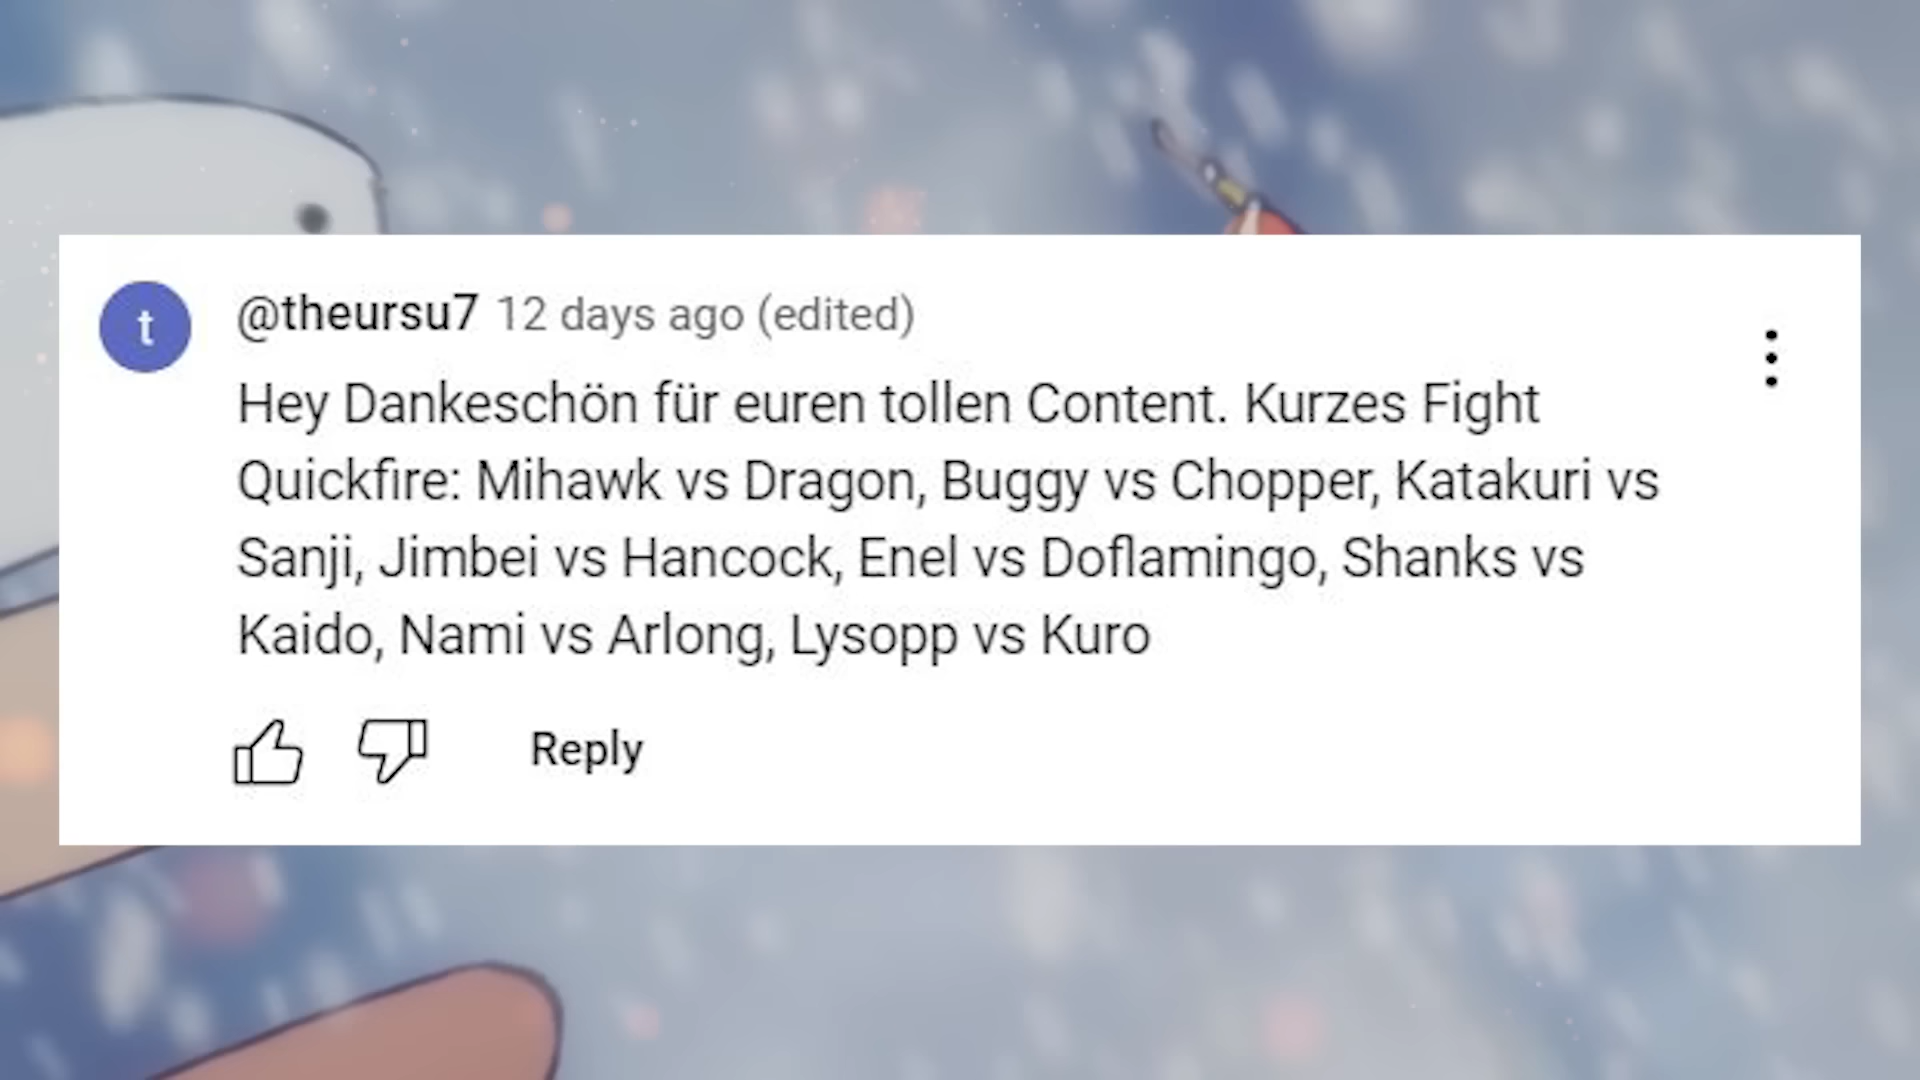 t
@theursu7 12 days ago (edited)
Hey Dankeschön für euren tollen Content. Kurzes Fight
Quickfire: Mihawk vs Dragon, Buggy vs Chopper, Katakuri vs
Sanji, Jimbei vs Hancock, Enel vs Doflamingo, Shanks vs
Kaido, Nami vs Arlong, Lysopp vs Kuro
Reply